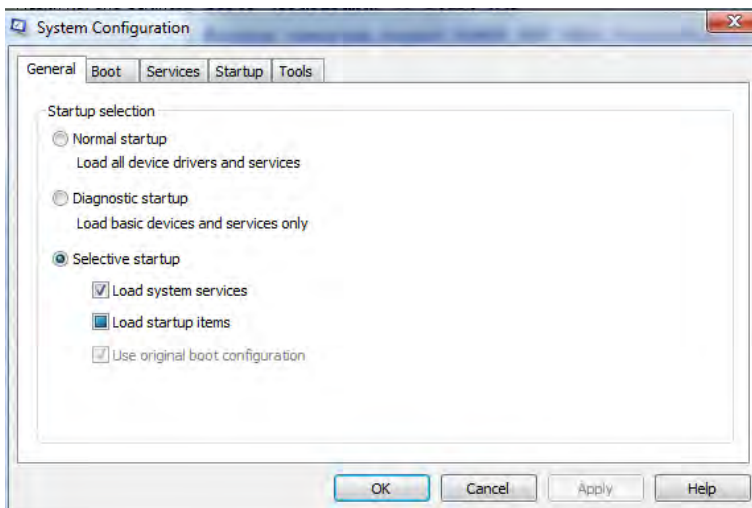 System Configuration
General Boot Services Startup Tools
Startup selection
Normal startup
Load all device drivers and services
Diagnostic startup
Load basic devices and services only
Selective startup
Load system services
Load startup items
Use original boot configuration
OK Cancel Apply Help